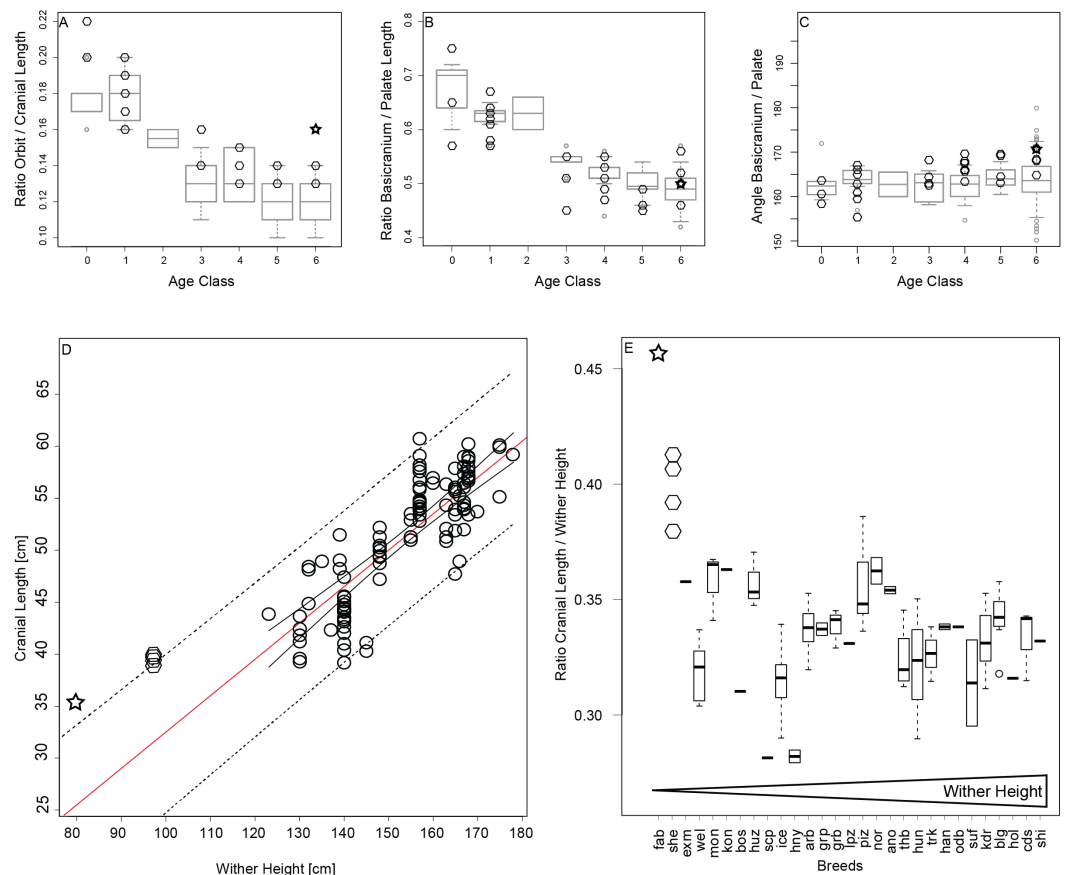 A
Ratio Orbit / Cranial Length
0.22
0.20
0.18
0.16
0.14
0.12
0.10
0 1 2 3 4 5 6
Age Class
B
Ratio Basicranium / Palate Length
0.8
0.7
0.6
0.5
0.4
0 1 2 3 4 5 6
Age Class
C
Angle Basicranium / Palate
190
170
160
150
0 1 2 3 4 5 6
Age Class
D
Cranial Length [cm]
65
60
55
50
45
40
35
30
25
80 90 100 110 120 130 140 150 160 170 180
Wither Height [cm]
E
Ratio Cranial Length / Wither Height
0.45
0.40
0.35
0.30
Wither Height
fab she exm wel mon kon bos huz scp ice hny arb grp grb lpz piz nor ano thb hun trk han odb suf kdr blg hol cds shi
Breeds